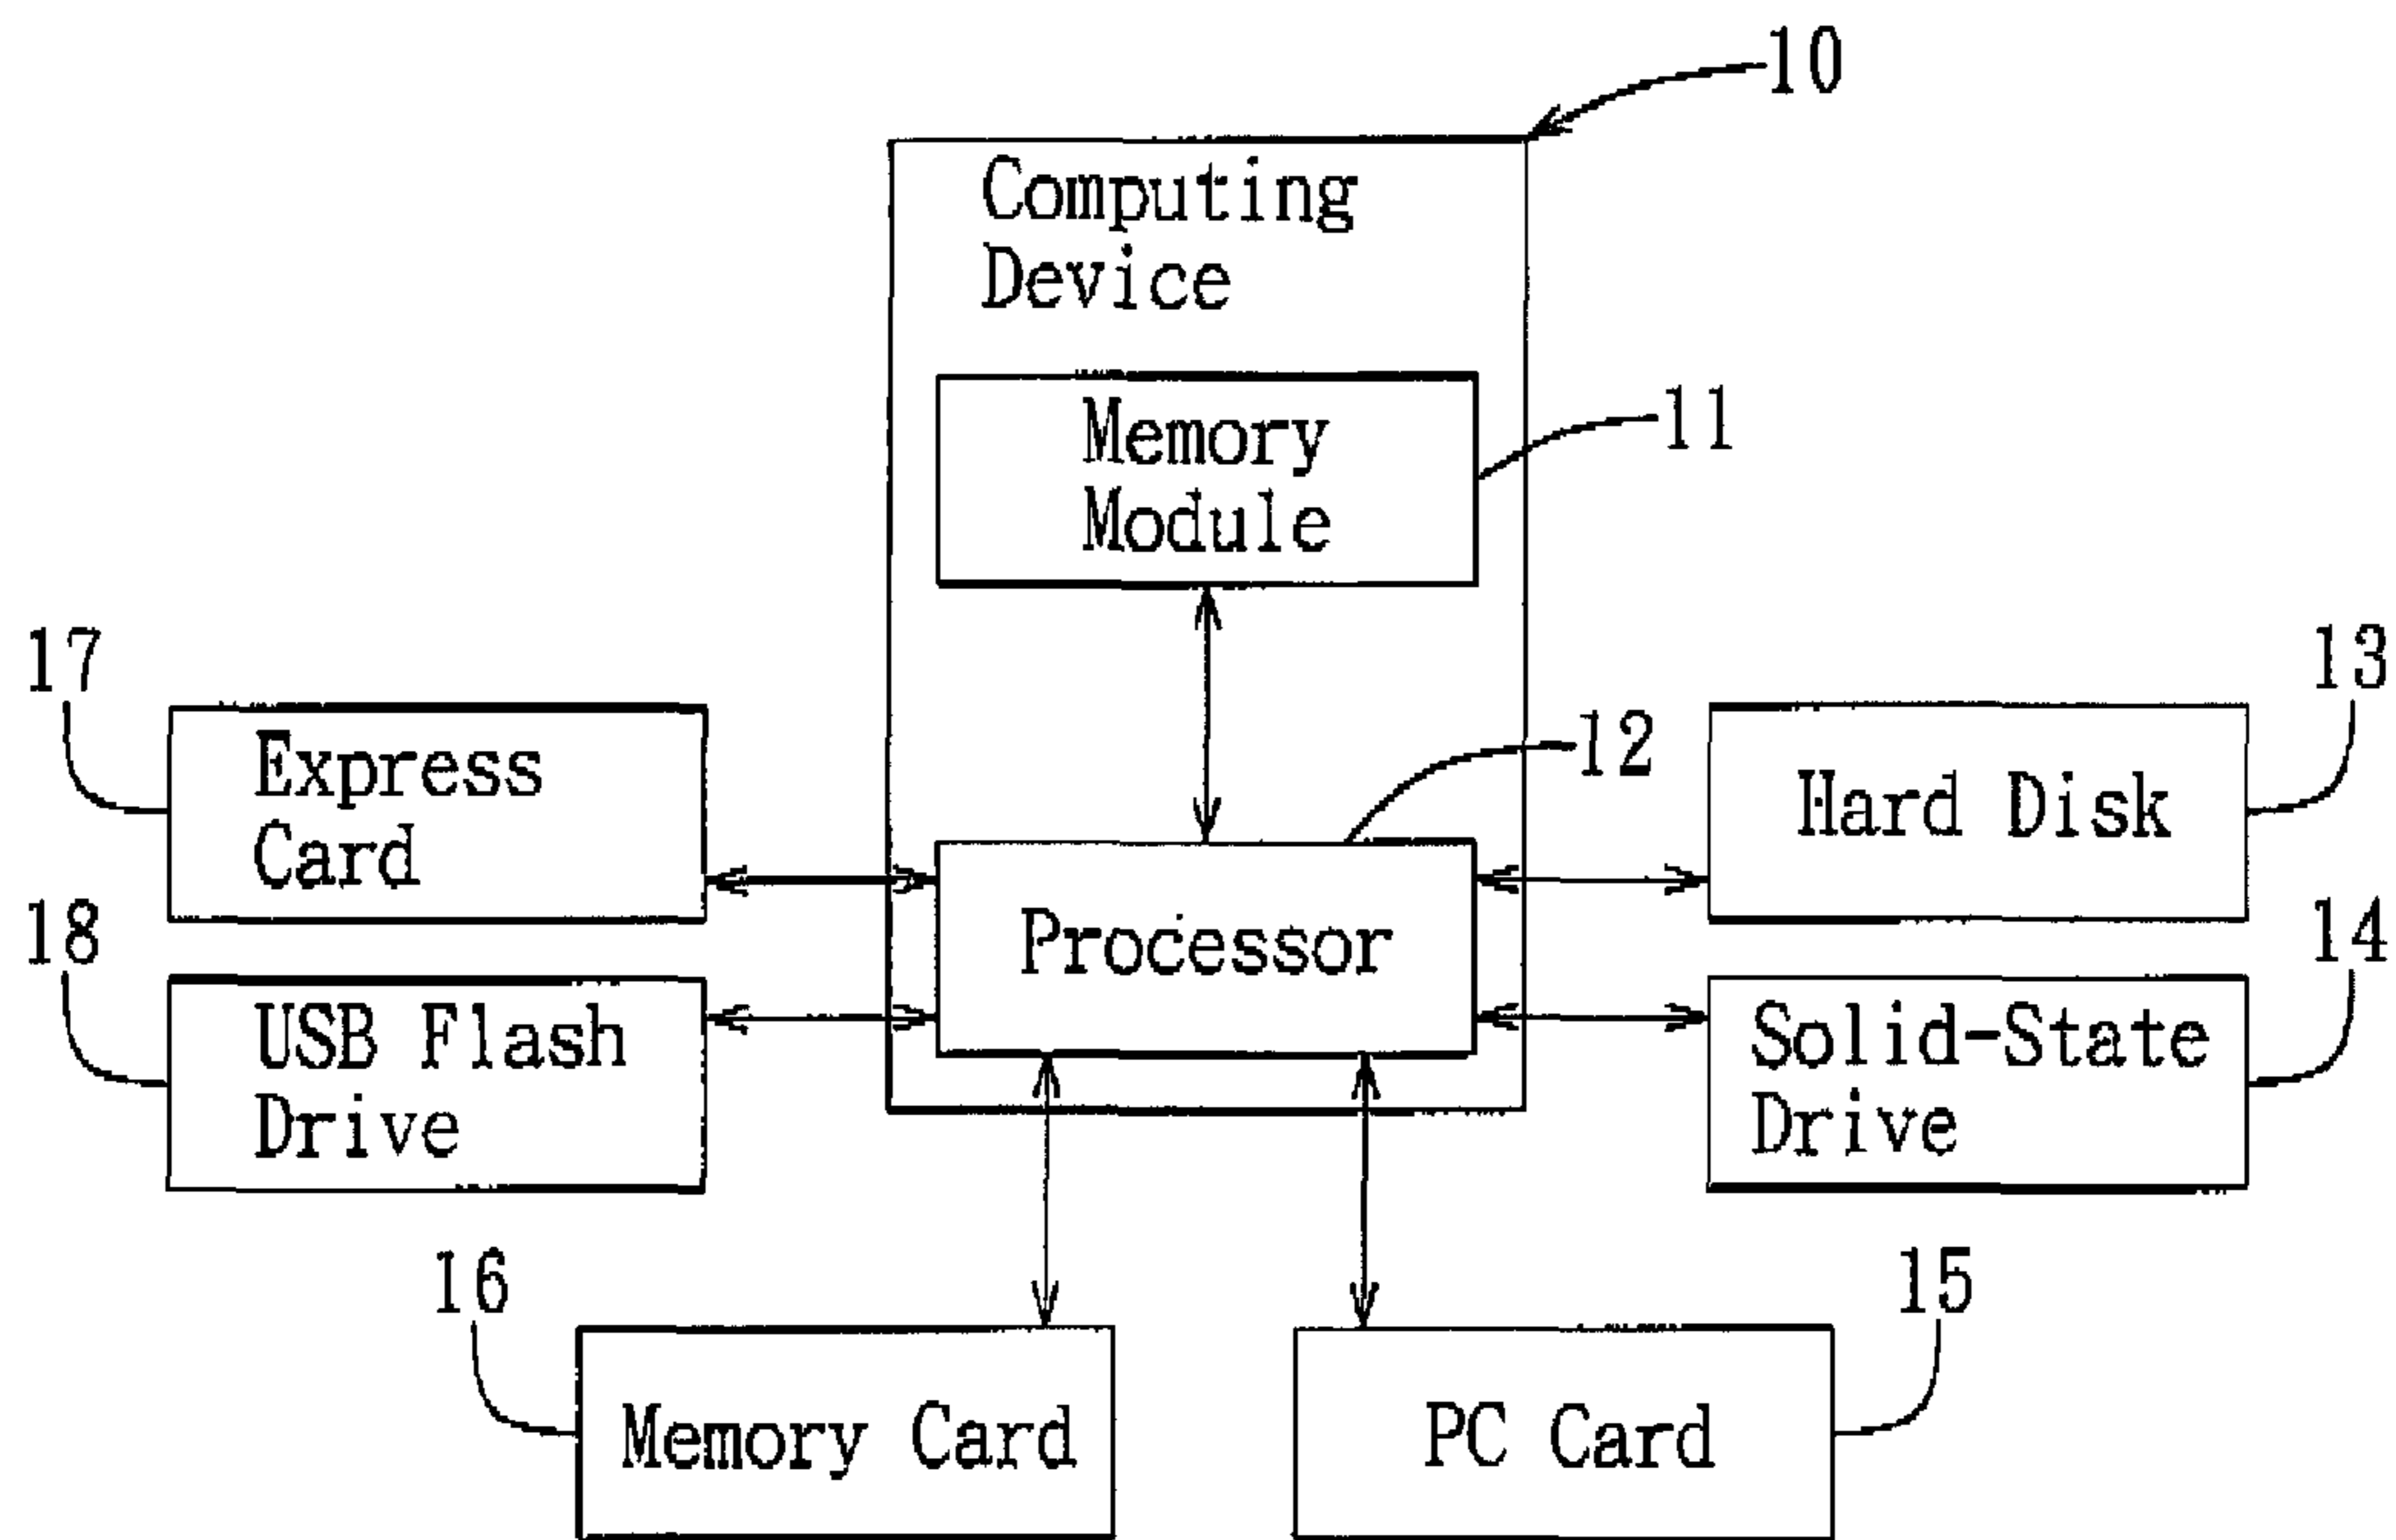 10
Computing
Device
Memory
Module
11
17
Express
Card
12
13
Hard Disk
Processor
18
USB Flash
Drive
14
Solid-State
Drive
16
Memory Card
15
PC Card